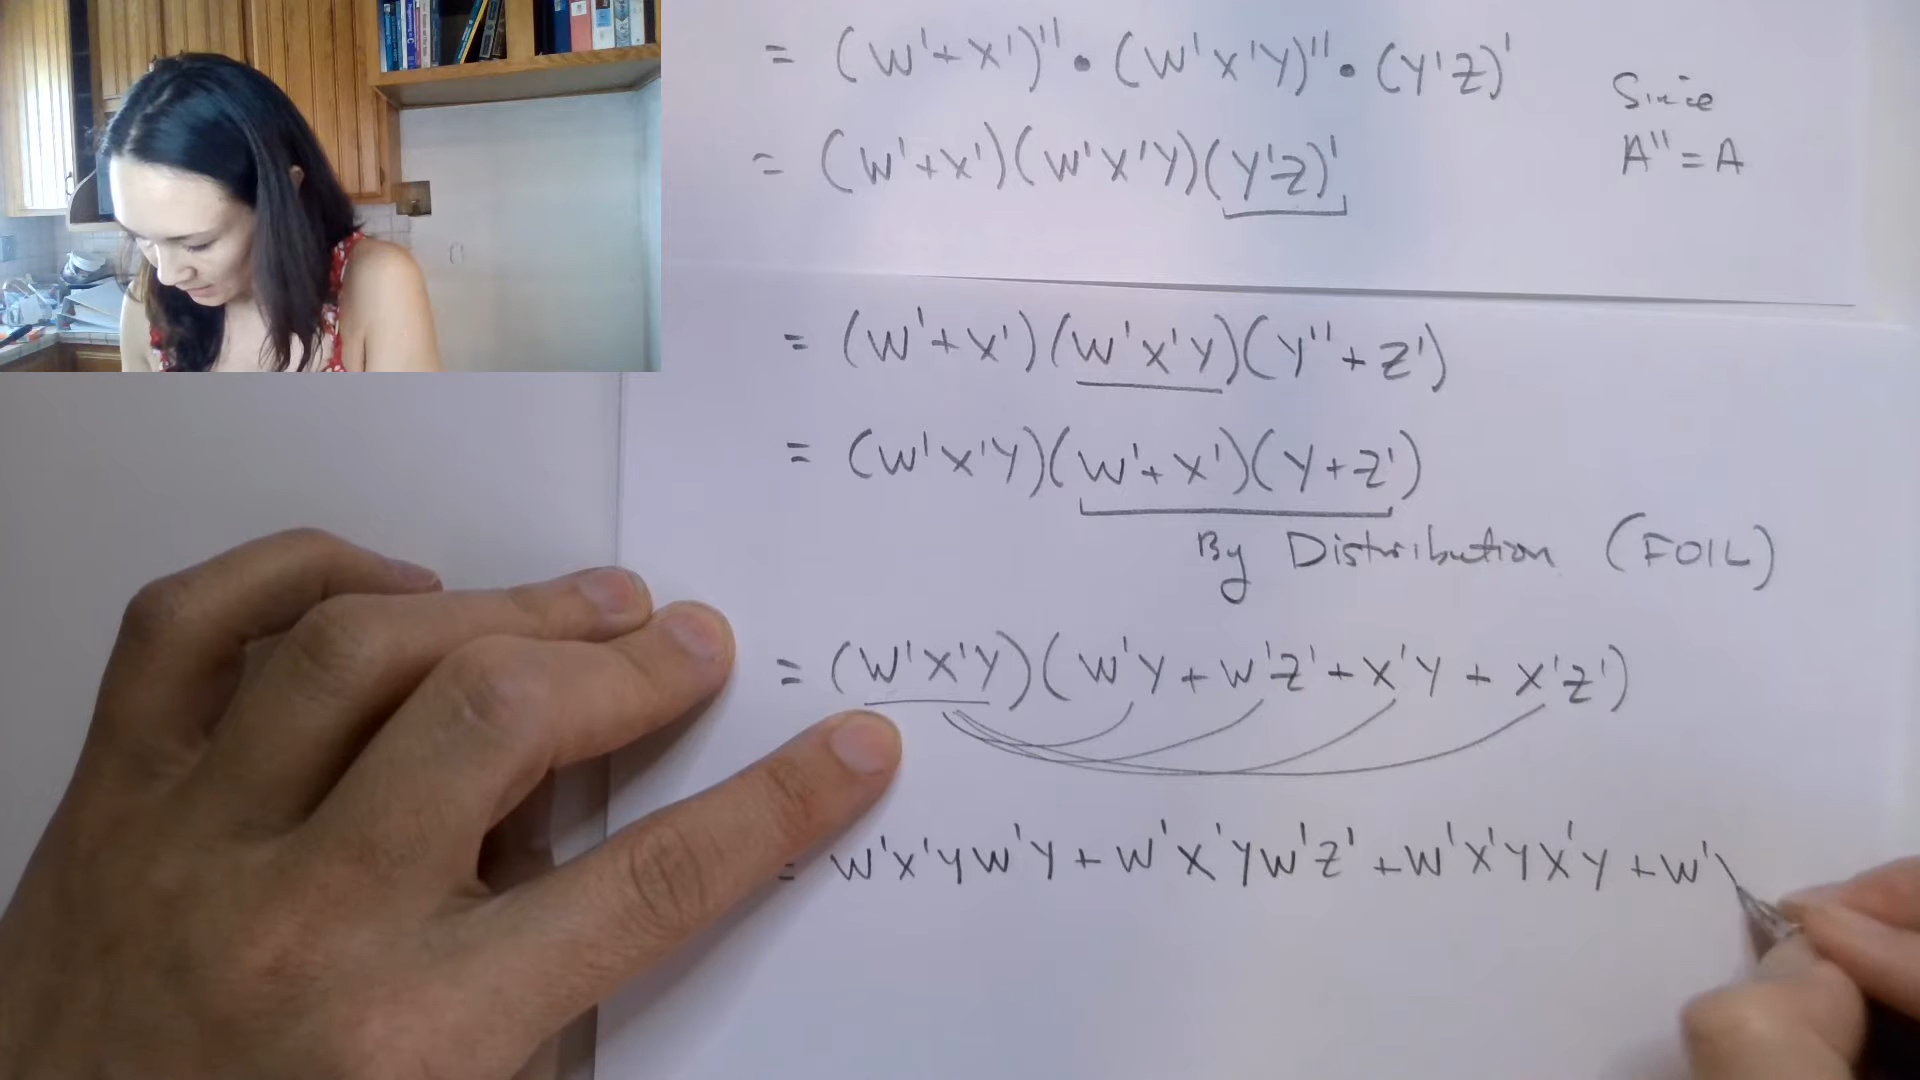 = (W'+X')''•(W'X'Y)''•(Y'Z)'
Since
A''=A
= (W'+X')(W'X'Y)(Y'Z)'
= (W'+X')(W'X'Y)(Y''+Z')
= (W'X'Y)(W'+X')(Y+Z')
By Distribution (FOIL)
= (W'X'Y)(W'Y+W'Z'+X'Y+X'Z')
= W'X'YW'Y+W'X'YW'Z'+W'X'YX'Y+W'